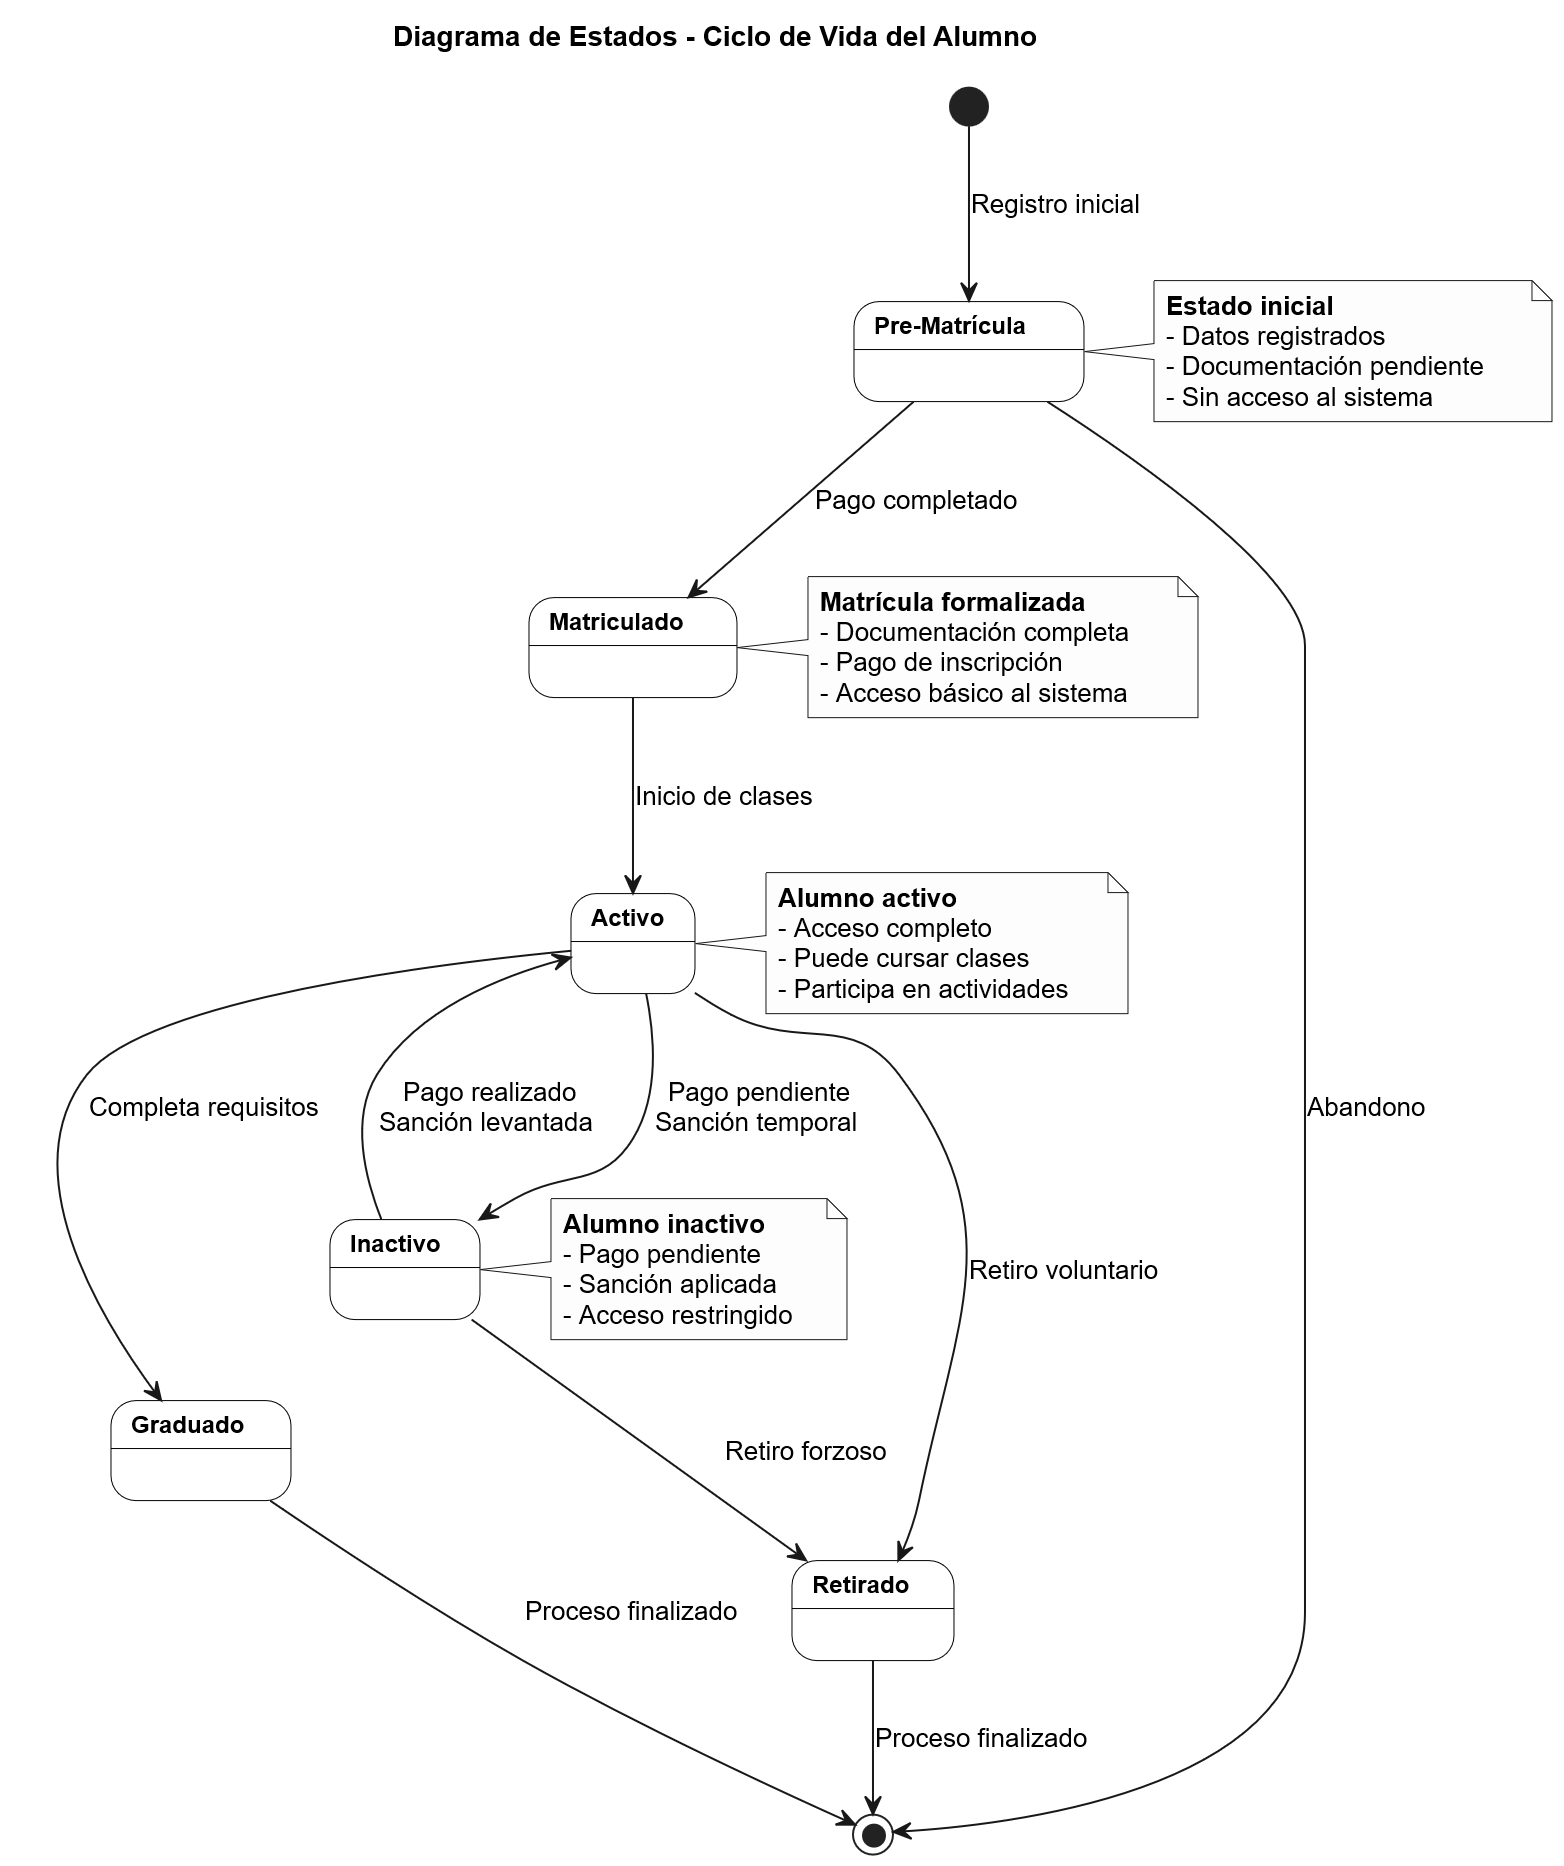 Diagrama de Estados - Ciclo de Vida del Alumno
Registro inicial
Pre-Matrícula
Estado inicial
- Datos registrados
- Documentación pendiente
- Sin acceso al sistema
Pago completado
Matriculado
Matrícula formalizada
- Documentación completa
- Pago de inscripción
- Acceso básico al sistema
Inicio de clases
Activo
Alumno activo
- Acceso completo
- Puede cursar clases
- Participa en actividades
Completa requisitos
Pago realizado
Sanción levantada
Pago pendiente
Sanción temporal
Abandono
Inactivo
Alumno inactivo
- Pago pendiente
- Sanción aplicada
- Acceso restringido
Retiro voluntario
Graduado
Retiro forzoso
Retirado
Proceso finalizado
Proceso finalizado